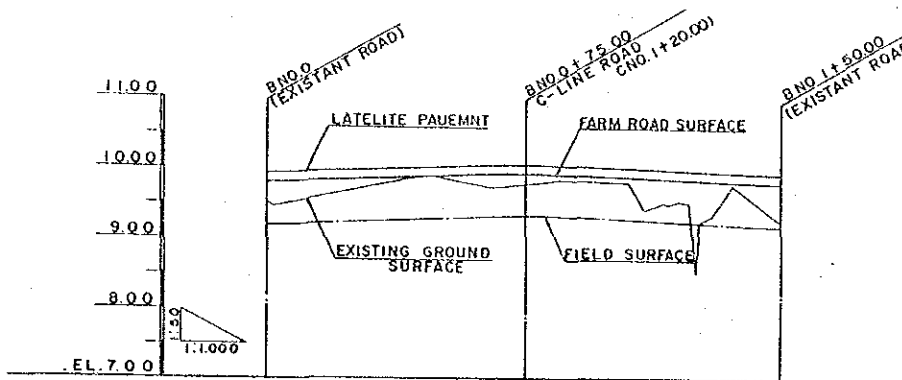 BNO.0
(EXISTANT ROAD)
BNO.0+75.00
C-LINE ROAD
CNO.1+20.00)
BNO.1+50.00
(EXISTANT ROAD
11.00
10.00
9.00
8.00
EL.7.00
LATELITE PAUEMNT
FARM ROAD SURFACE
EXISTING GROUND
SURFACE
FIELD SURFACE
1:50
1:1.000